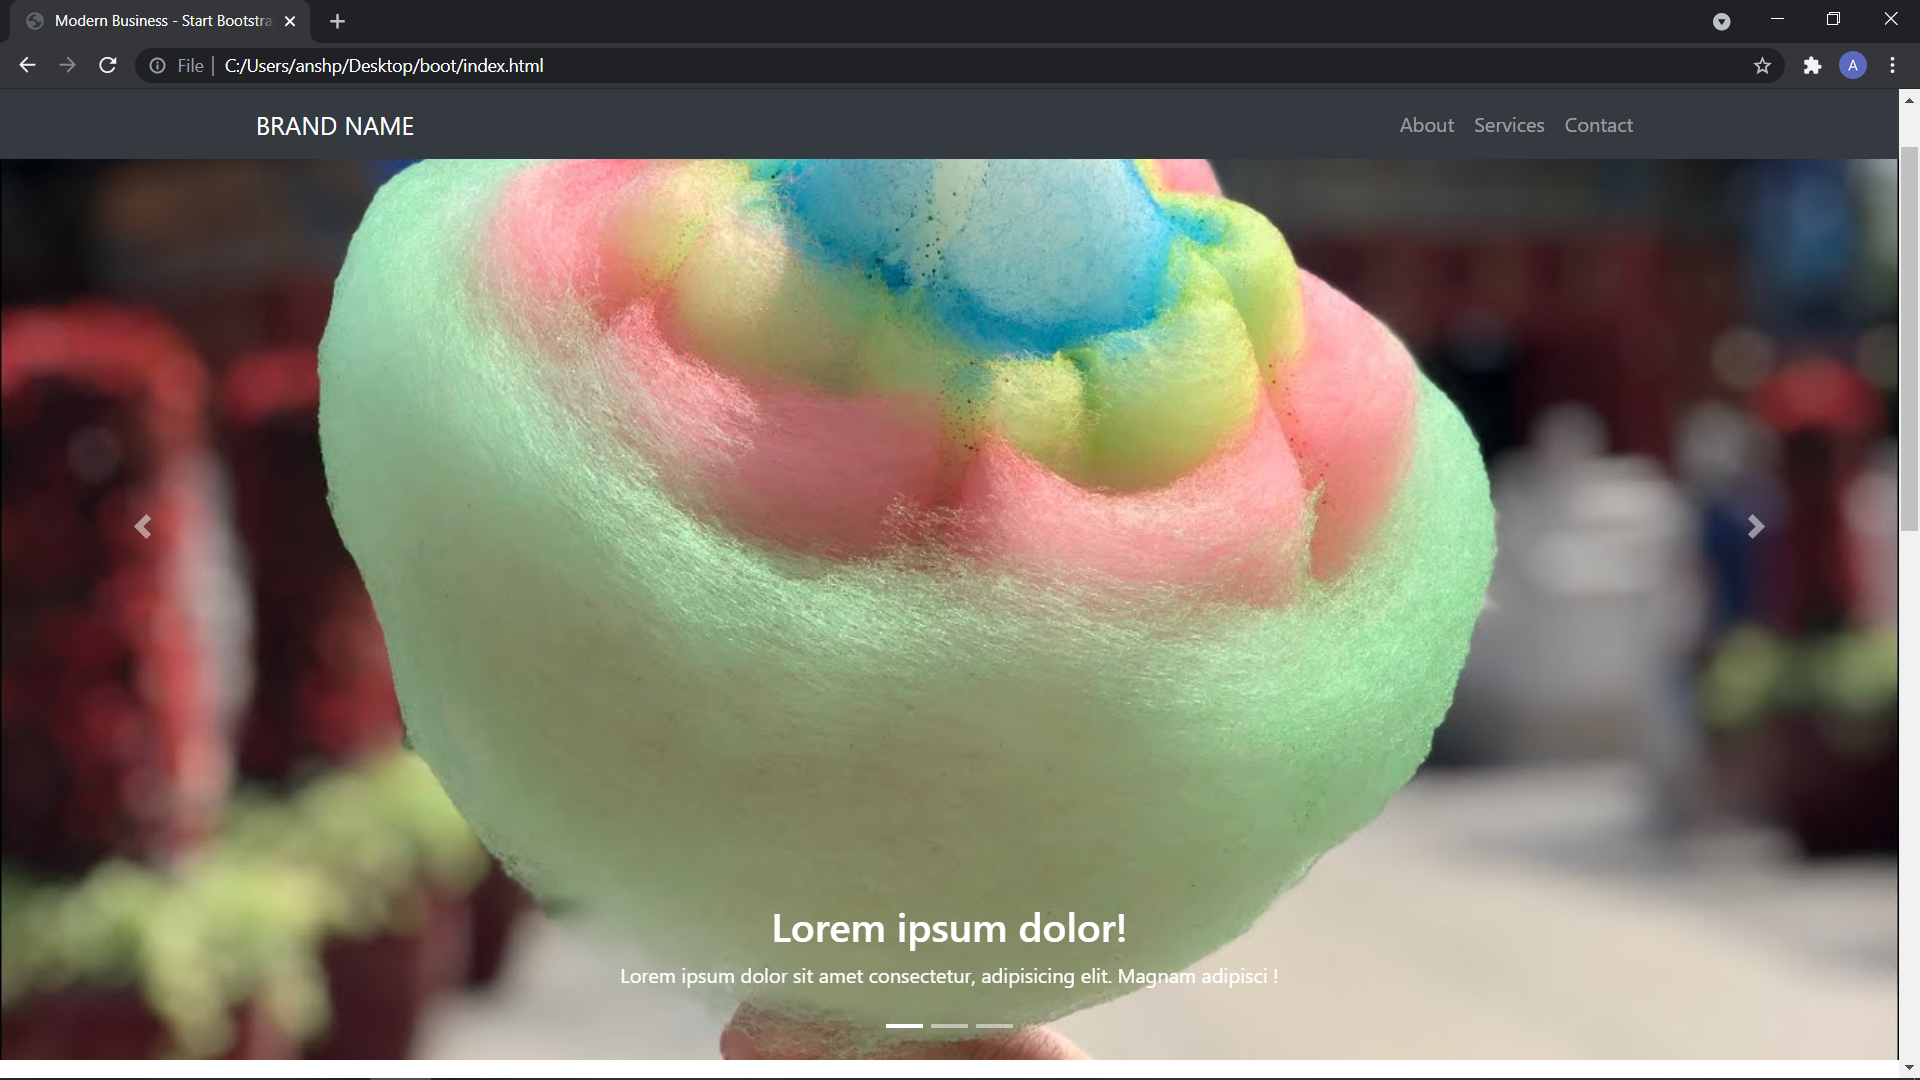 Modern Business - Start Bootstra
File
C:/Users/anshp/Desktop/boot/index.html
A
BRAND NAME
About Services Contact
Lorem ipsum dolor!
Lorem ipsum dolor sit amet consectetur, adipisicing elit. Magnam adipisci !